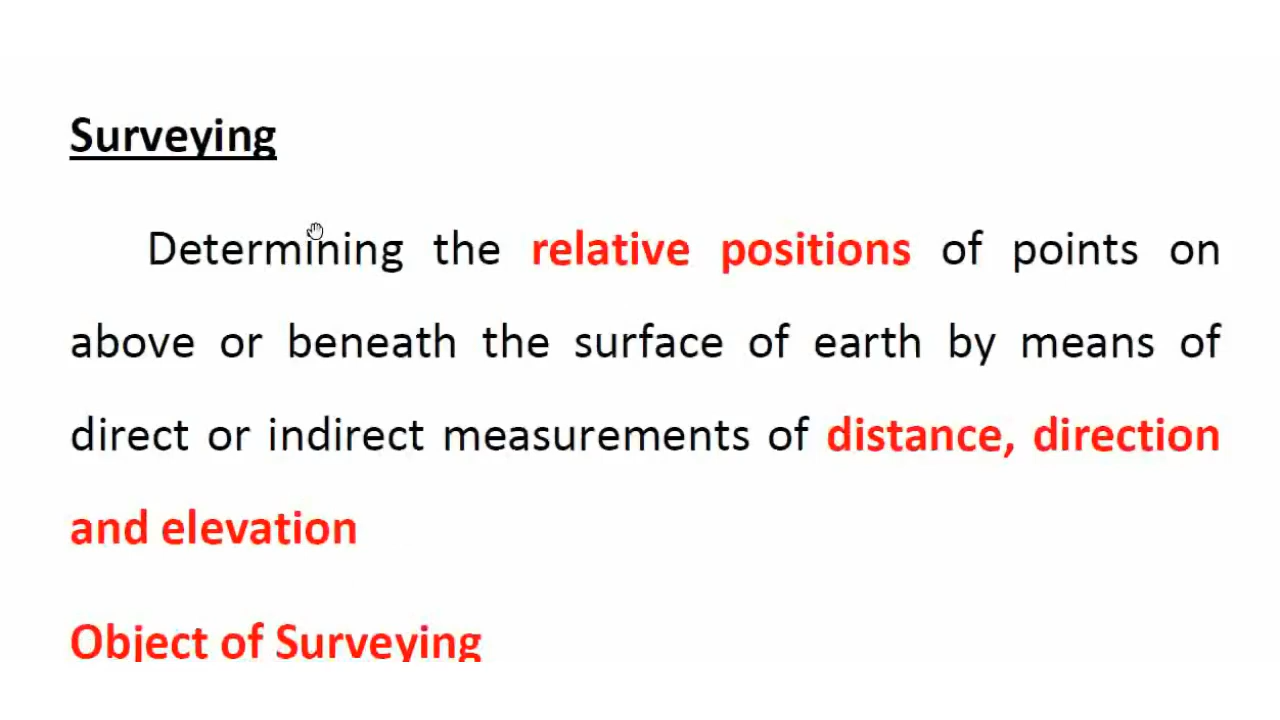 Surveying
Determining the relative positions of points on
above or beneath the surface of earth by means of
direct or indirect measurements of distance, direction
and elevation
Object of Surveying